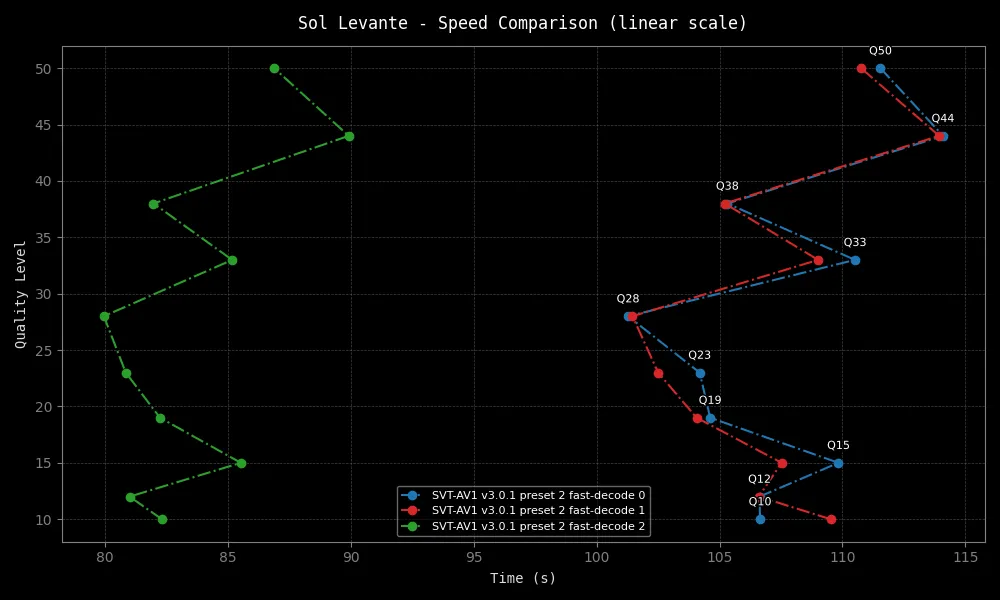 Sol Levante - Speed Comparison (linear scale)
Quality Level
50
45
40
35
30
25
20
15
10
Q50
Q44
Q38
Q33
Q28
Q23
Q19
Q15
Q12
Q10
SVT-AV1 v3.0.1 preset 2 fast-decode 0
SVT-AV1 v3.0.1 preset 2 fast-decode 1
SVT-AV1 v3.0.1 preset 2 fast-decode 2
80 85 90 95 100 105 110 115
Time (s)